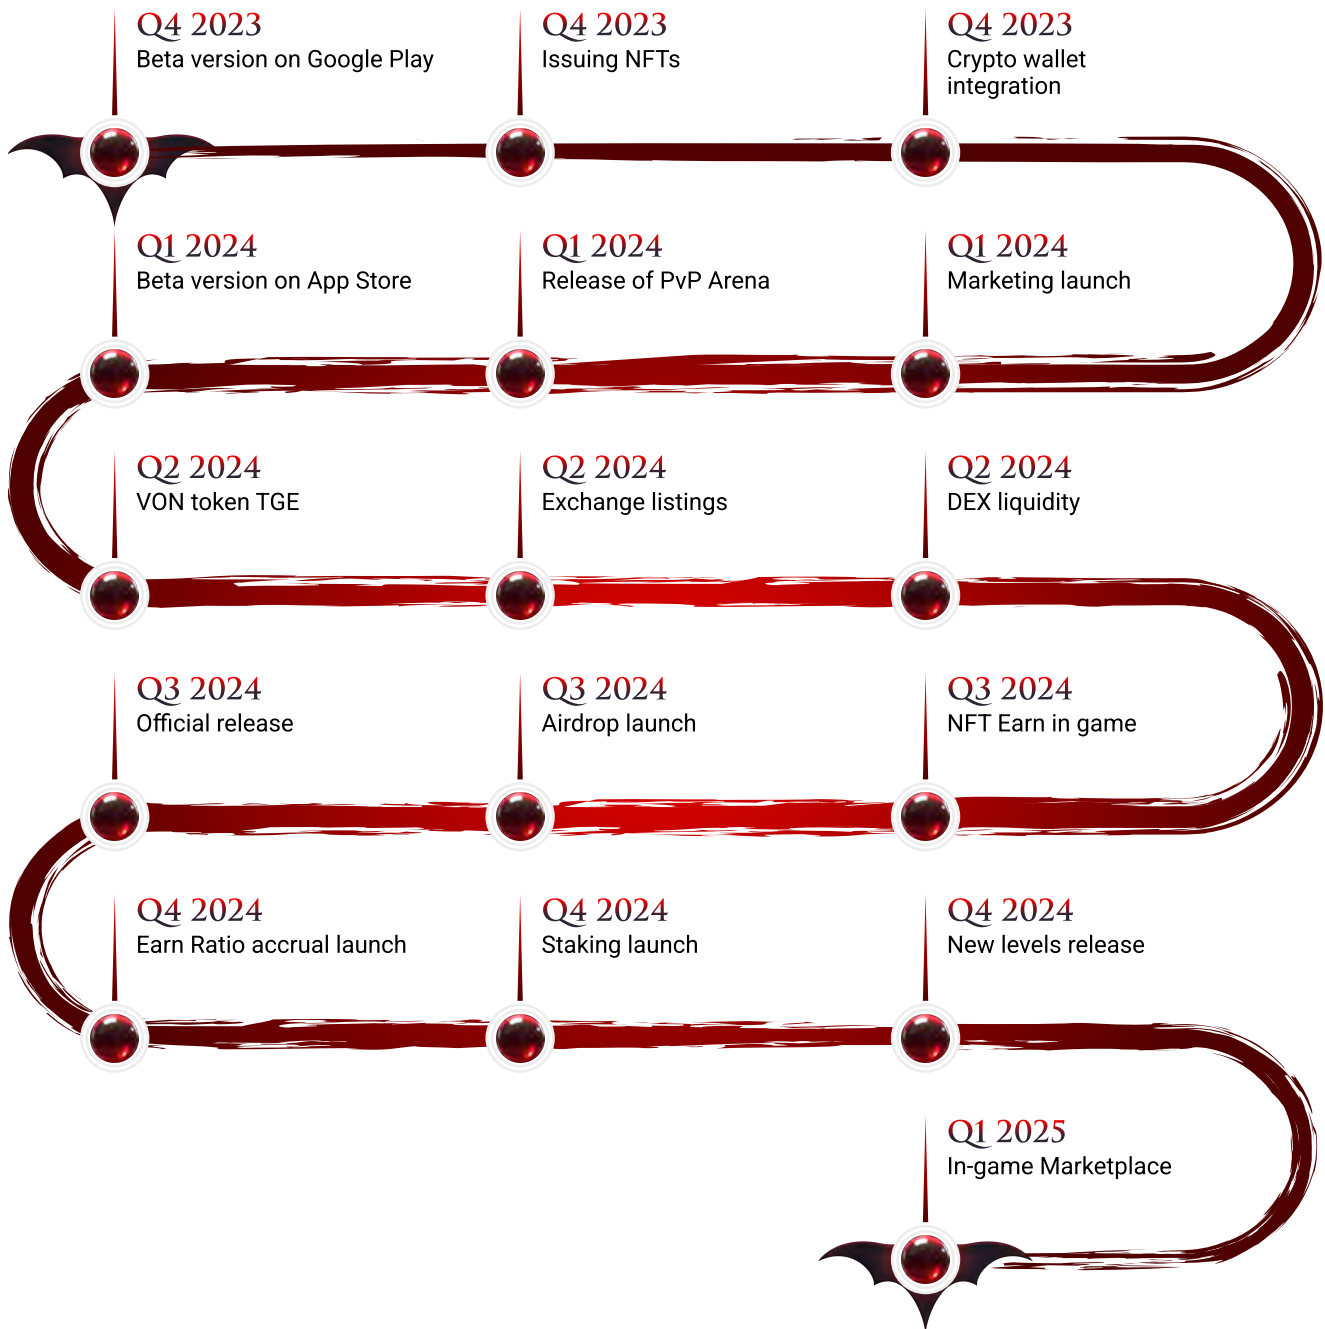 Q4 2023
Beta version on Google Play
Q4 2023
Issuing NFTs
Q4 2023
Crypto wallet
integration
Q1 2024
Beta version on App Store
Q1 2024
Release of PvP Arena
Q1 2024
Marketing launch
Q2 2024
VON token TGE
Q2 2024
Exchange listings
Q2 2024
DEX liquidity
Q3 2024
Official release
Q3 2024
Airdrop launch
Q3 2024
NFT Earn in game
Q4 2024
Earn Ratio accrual launch
Q4 2024
Staking launch
Q4 2024
New levels release
Q1 2025
In-game Marketplace